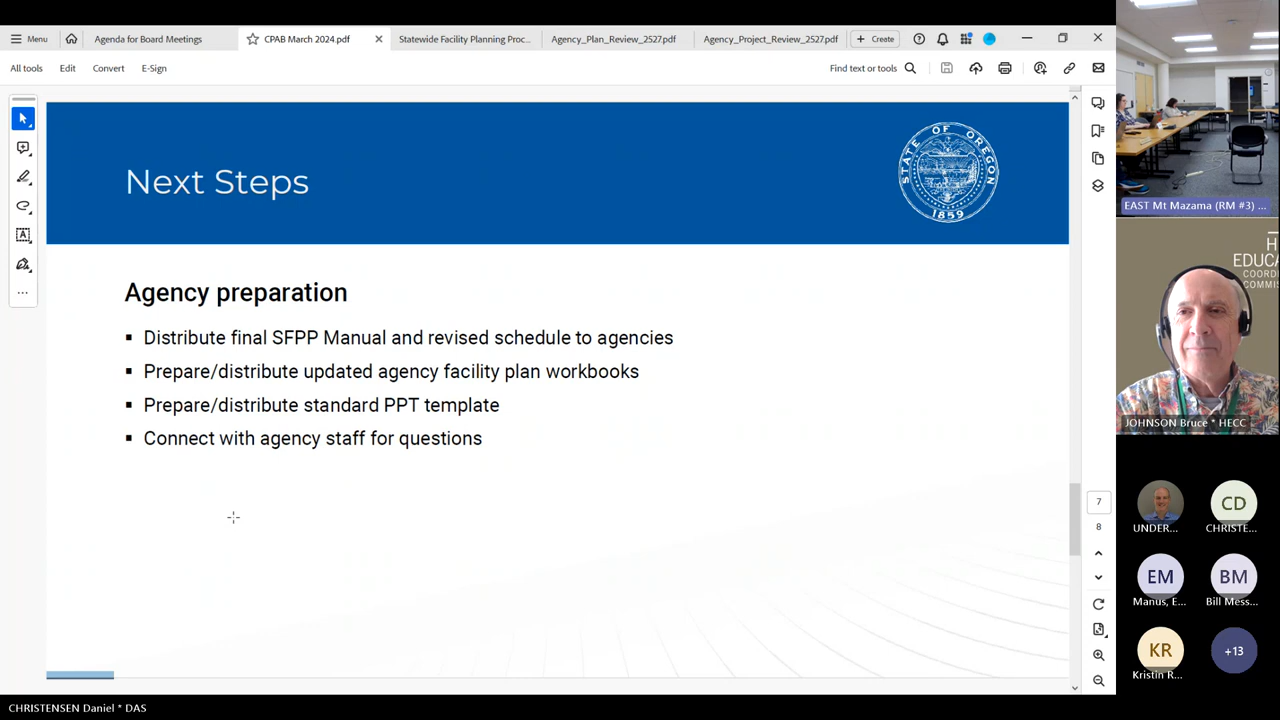 Menu
Agenda for Board Meetings
CPAB March 2024.pdf
Statewide Facility Planning Proc...
Agency_Plan_Review_2527.pdf
Agency_Project_Review_2527.pdf
Create
All tools
Edit
Convert
E-Sign
Find text or tools
Next Steps
STATE OF OREGON
1859
Agency preparation
▪ Distribute final SFPP Manual and revised schedule to agencies
▪ Prepare/distribute updated agency facility plan workbooks
▪ Prepare/distribute standard PPT template
▪ Connect with agency staff for questions
7
8
EAST Mt Mazama (RM #3) ...
H
EDUCA
COORD
COMMIS
JOHNSON Bruce * HECC
UNDER...
CD
CHRISTE...
EM
Manus, E...
BM
Bill Mess...
KR
Kristin R...
+13
CHRISTENSEN Daniel * DAS